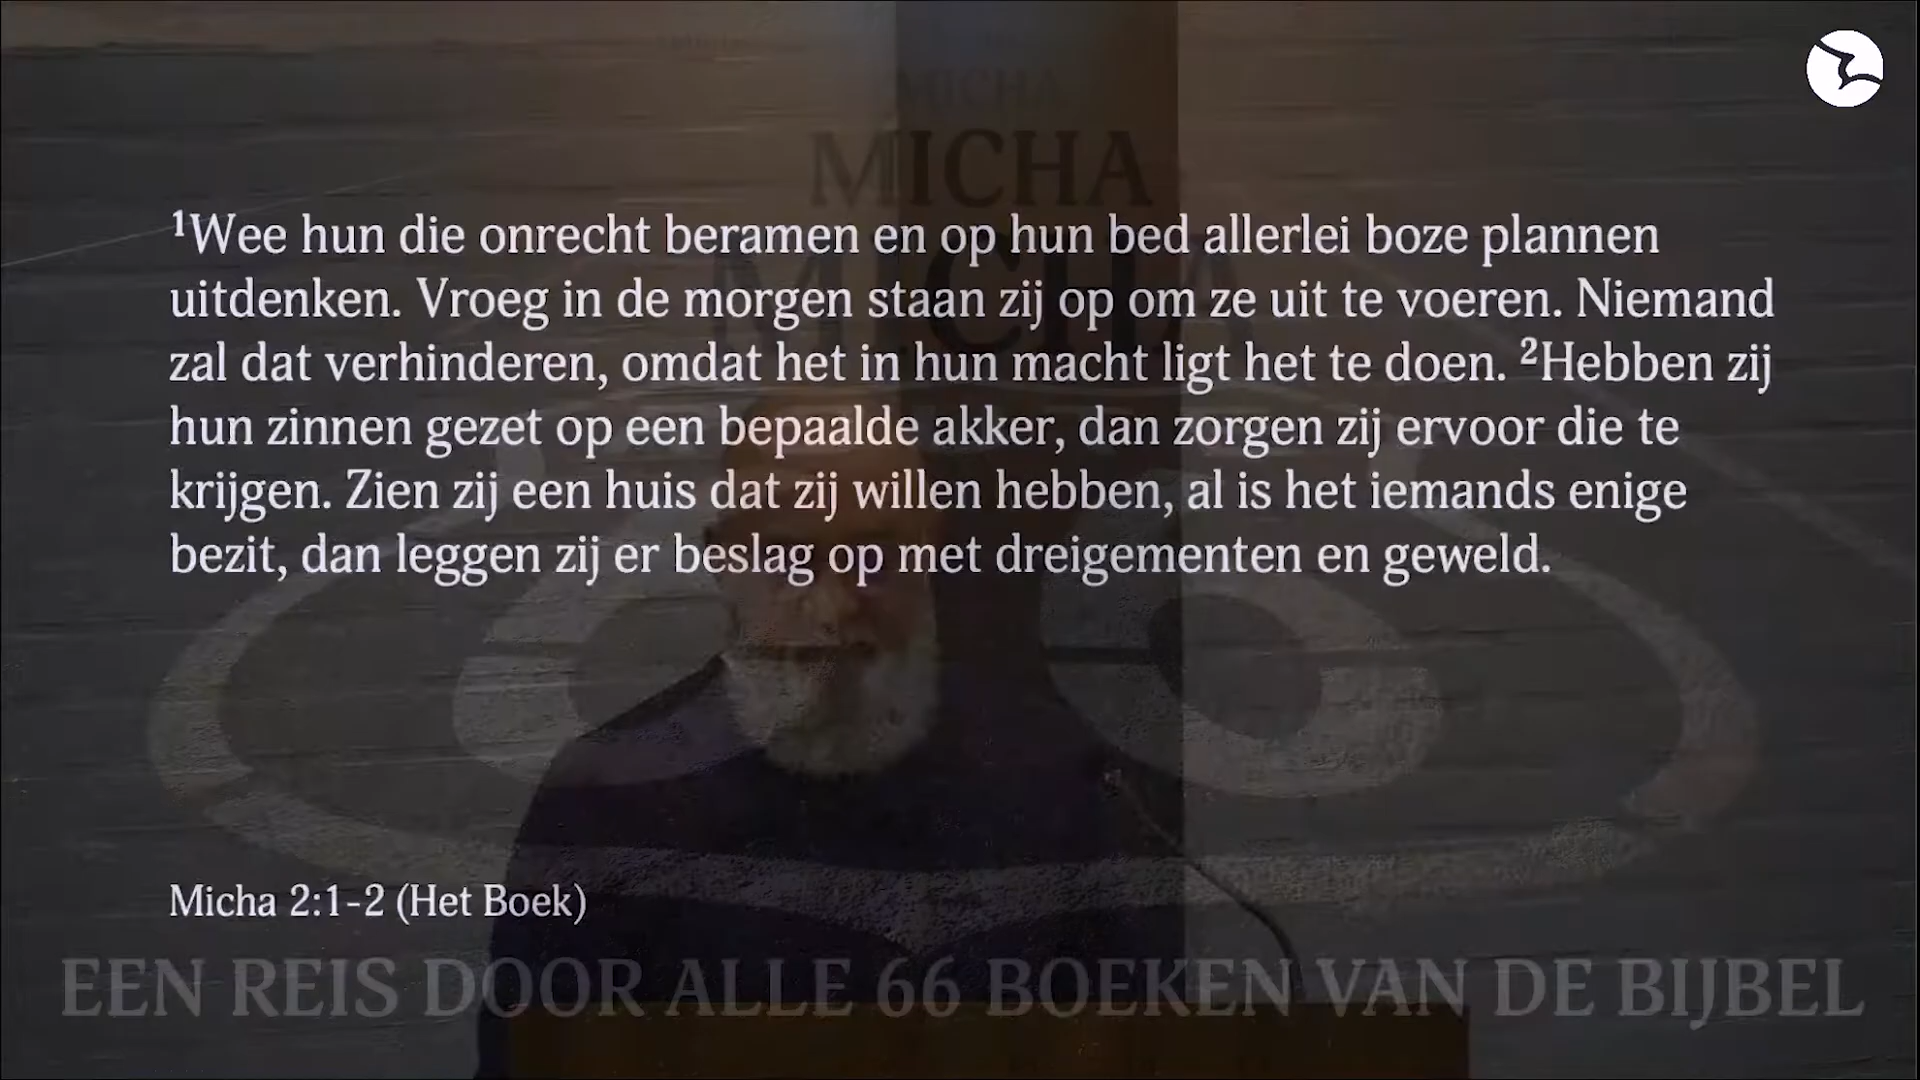 MICHA
MICHA
MICHA
¹Wee hun die onrecht beramen en op hun bed allerlei boze plannen
uitdenken. Vroeg in de morgen staan zij op om ze uit te voeren. Niemand
zal dat verhinderen, omdat het in hun macht ligt het te doen. ²Hebben zij
hun zinnen gezet op een bepaalde akker, dan zorgen zij ervoor die te
krijgen. Zien zij een huis dat zij willen hebben, al is het iemands enige
bezit, dan leggen zij er beslag op met dreigementen en geweld.
Micha 2:1-2 (Het Boek)
EEN REIS DOOR ALLE 66 BOEKEN VAN DE BIJBEL